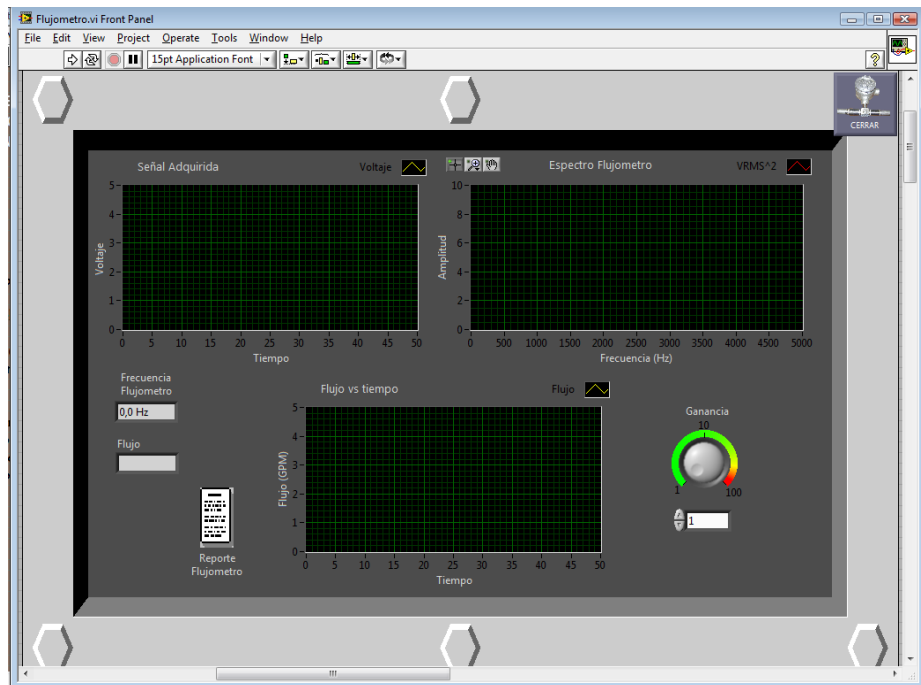 Flujometro.vi Front Panel
File Edit View Project Operate Tools Window Help
15pt Application Font
?
CERRAR
Señal Adquirida
Voltaje
5
4
3
2
1
0
Voltaje
0 5 10 15 20 25 30 35 40 45 50
Tiempo
Espectro Flujometro
VRMS^2
10
8
6
4
2
0
Amplitud
0 500 1000 1500 2000 2500 3000 3500 4000 4500 5000
Frecuencia (Hz)
Frecuencia
Flujometro
0,0 Hz
Flujo
Reporte
Flujometro
Flujo vs tiempo
Flujo
5
4
3
2
1
0
Flujo (GPM)
0 5 10 15 20 25 30 35 40 45 50
Tiempo
Ganancia
10
1
100
1